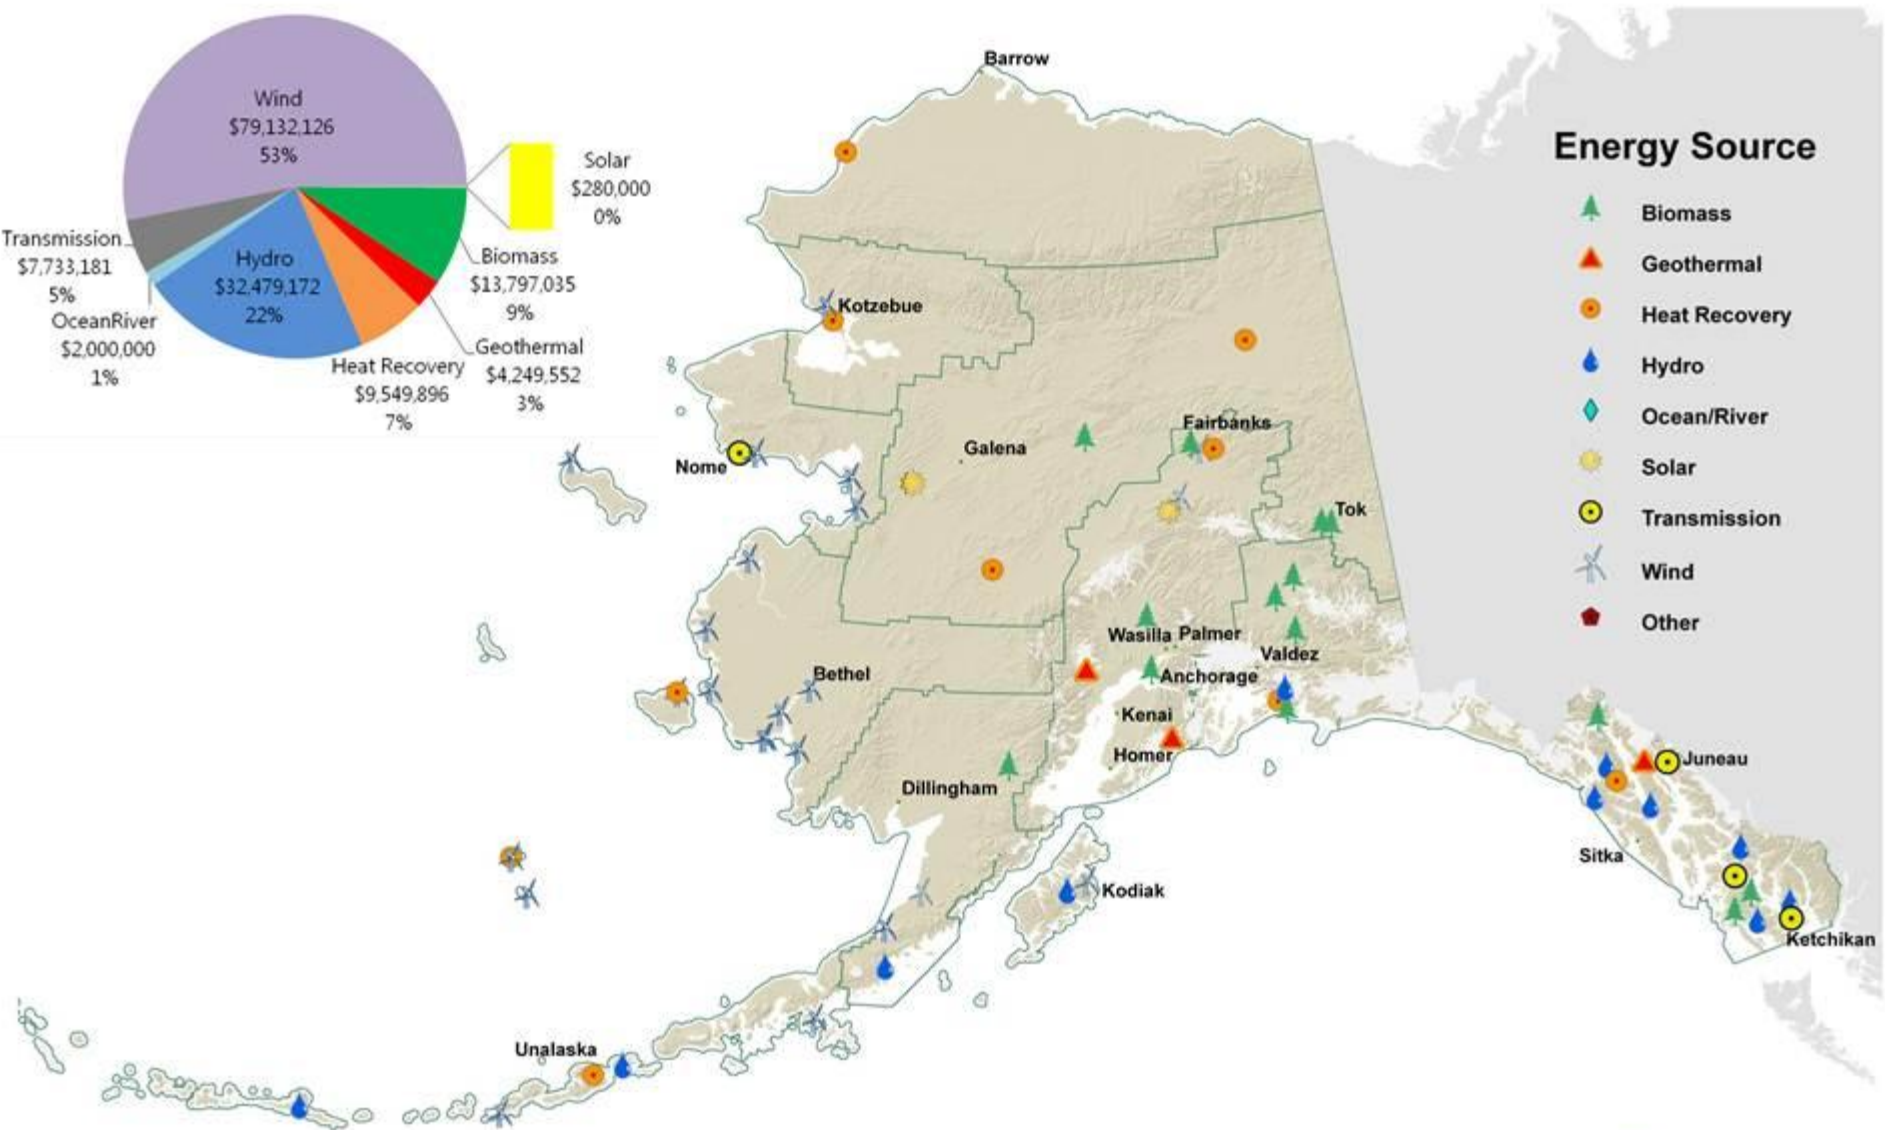 Wind
$79,132,126
53%
Solar
$280,000
0%
Transmission
$7,733,181
5%
Hydro
$32,479,172
22%
Biomass
$13,797,035
9%
OceanRiver
$2,000,000
1%
Geothermal
$4,249,552
3%
Heat Recovery
$9,549,896
7%
Barrow
Kotzebue
Nome
Galena
Fairbanks
Tok
Bethel
Wasilla
Palmer
Valdez
Anchorage
Kenai
Homer
Dillingham
Kodiak
Unalaska
Juneau
Sitka
Ketchikan
Energy Source
Biomass
Geothermal
Heat Recovery
Hydro
Ocean/River
Solar
Transmission
Wind
Other